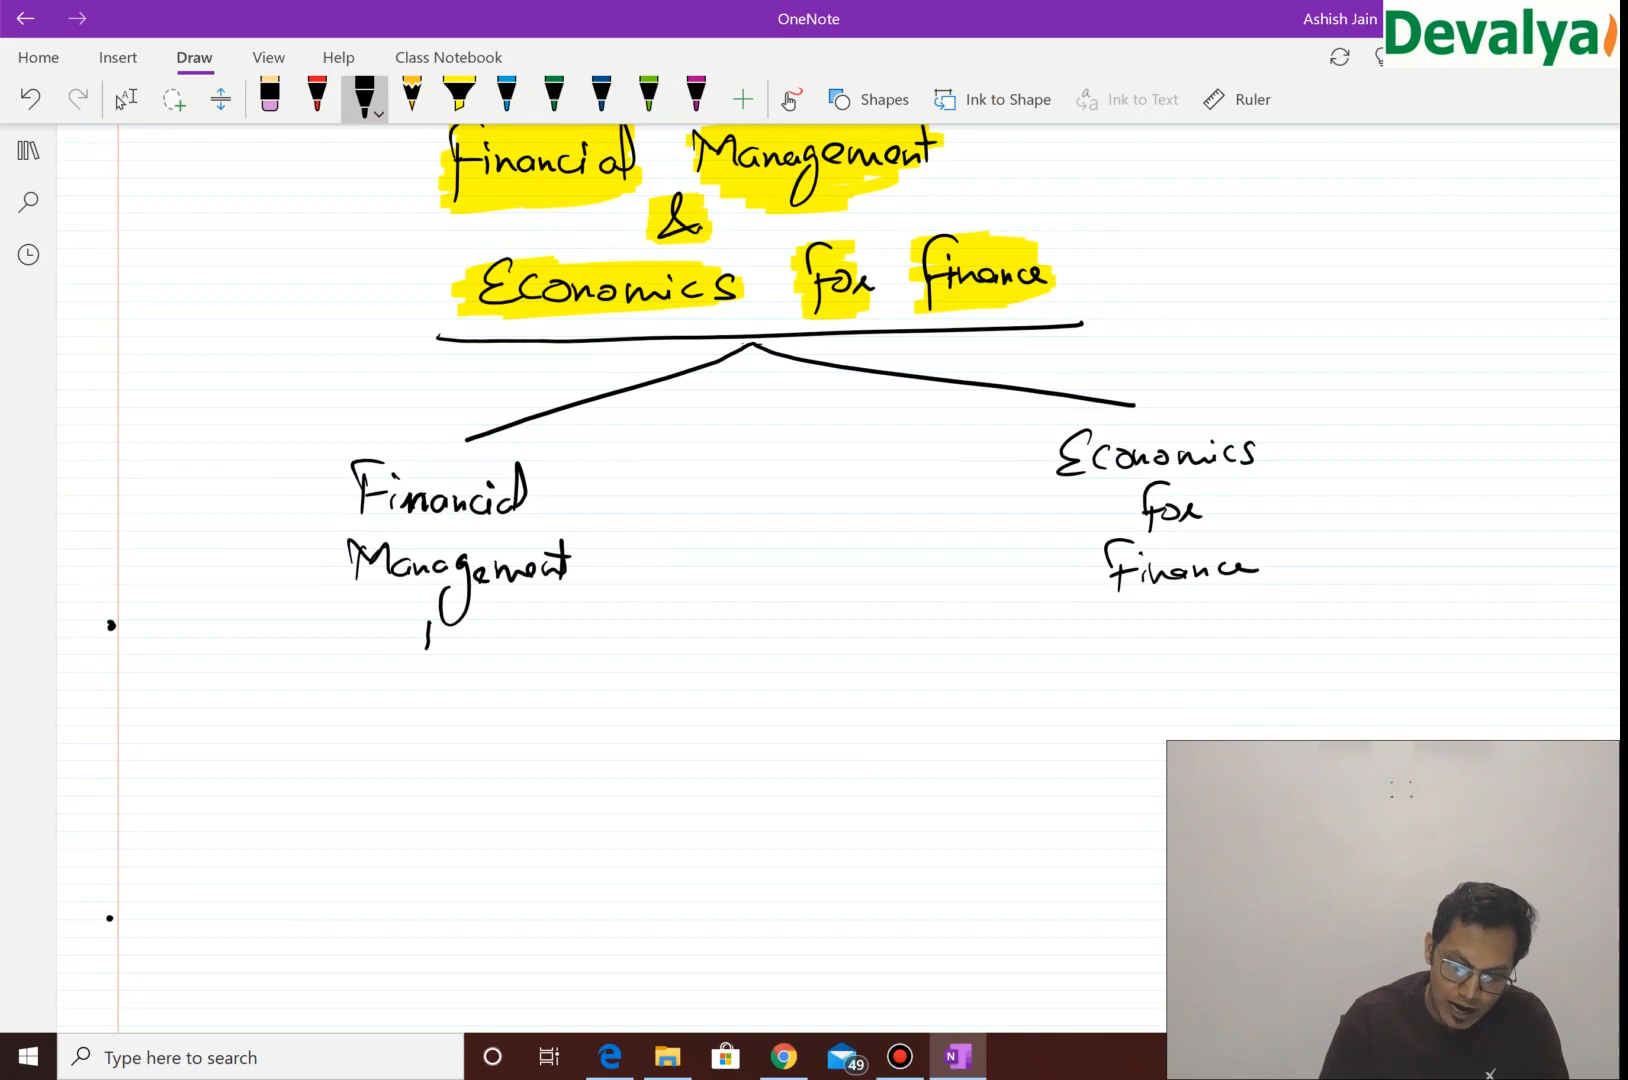 OneNote
Ashish Jain
Devalya
Home Insert Draw View Help Class Notebook
Shapes Ink to Shape Ink to Text Ruler
Financial Management
&
Economics for finance
Financial
Management
Economics
for
Finance
Type here to search
49